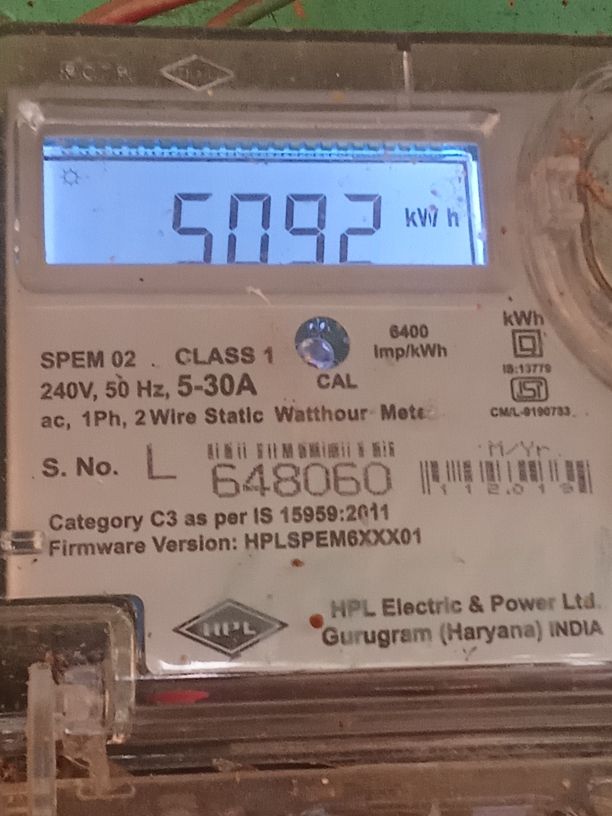 HPL
5092 kWh
6400
imp/kWh
kWh
SPEM 02 . CLASS 1
CAL
IS:13779
ISI
240V, 50 Hz, 5-30A
CM/L-9190733
ac, 1Ph, 2 Wire Static Watthour
S. No. L 648060
M/Yr.
Category C3 as per IS 15959:2011
Firmware Version: HPLSPEM6XXX01
HPL
HPL Electric & Power Ltd.
Gurugram (Haryana) INDIA